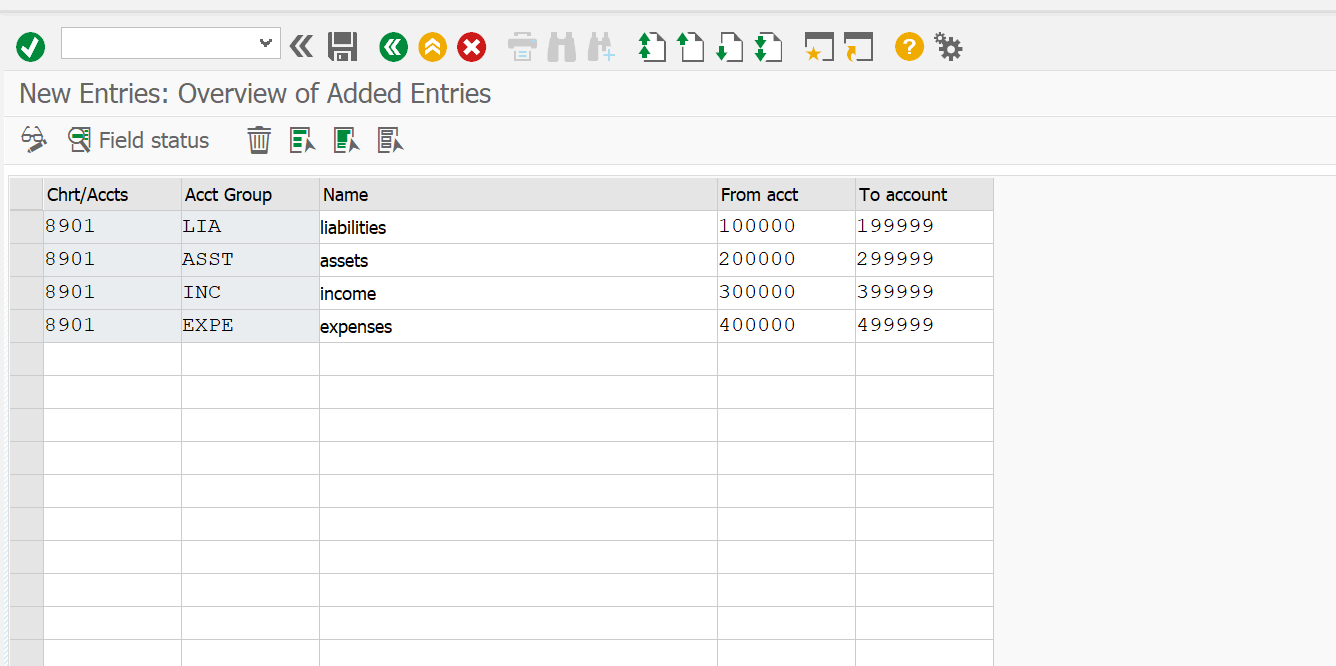 New Entries: Overview of Added Entries
Field status
Chrt/Accts Acct Group Name From acct To account
8901 LIA liabilities 100000 199999
8901 ASST assets 200000 299999
8901 INC income 300000 399999
8901 EXPE expenses 400000 499999